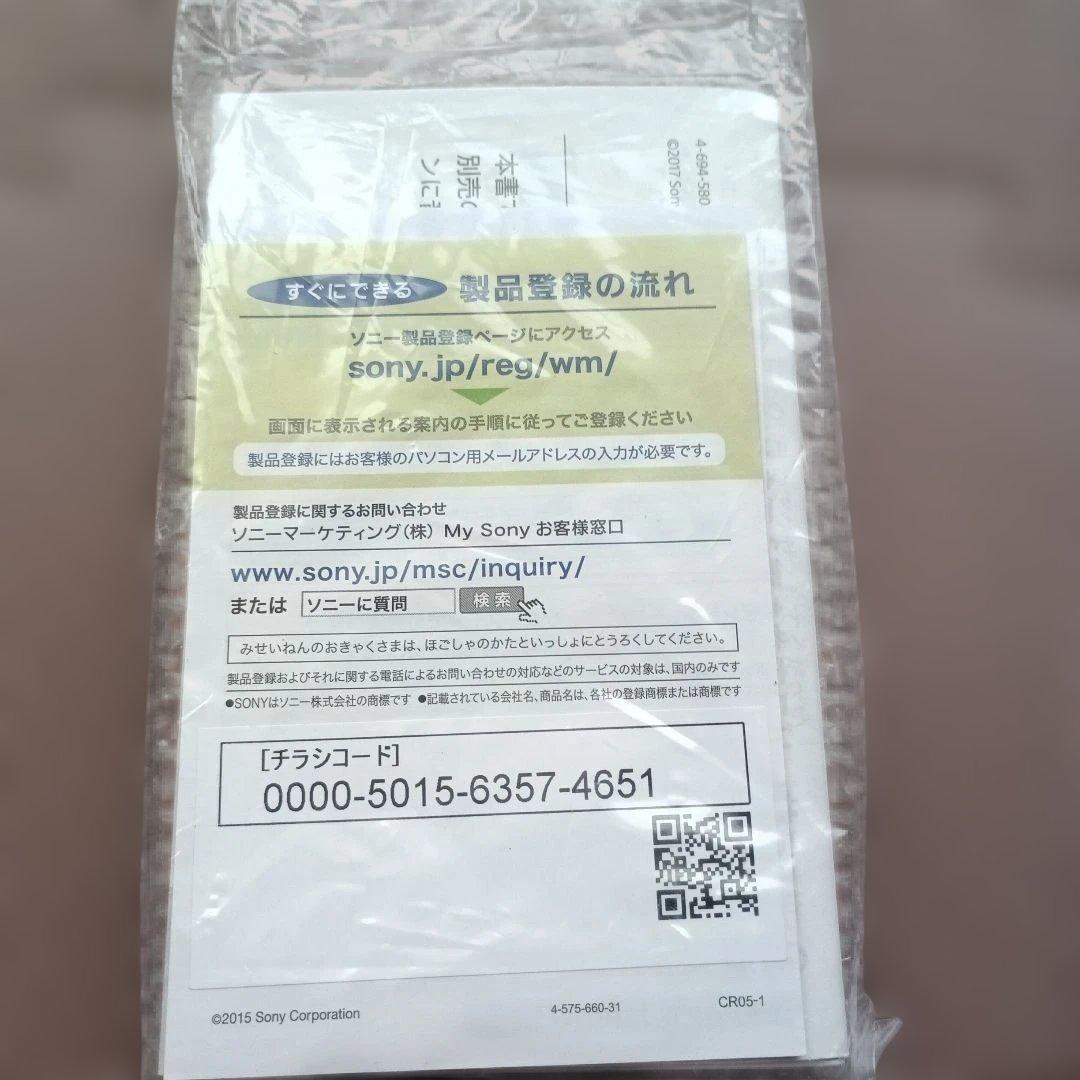 4-694-580
©2017 Son
本書
別売の
ンに
すぐにできる 製品登録の流れ
ソニー製品登録ページにアクセス
sony.jp/reg/wm/
画面に表示される案内の手順に従ってご登録ください
製品登録にはお客様のパソコン用メールアドレスの入力が必要です。
製品登録に関するお問い合わせ
ソニーマーケティング(株) My Sony お客様窓口
www.sony.jp/msc/inquiry/
または ソニーに質問 検索
みせいねんのおきゃくさまは、ほごしゃのかたといっしょにとうろくしてください。
製品登録およびそれに関する電話によるお問い合わせの対応などのサービスの対象は、国内のみです
●SONYはソニー株式会社の商標です ●記載されている会社名、商品名は、各社の登録商標または商標です
[チラシコード]
0000-5015-6357-4651
©2015 Sony Corporation 4-575-660-31 CR05-1